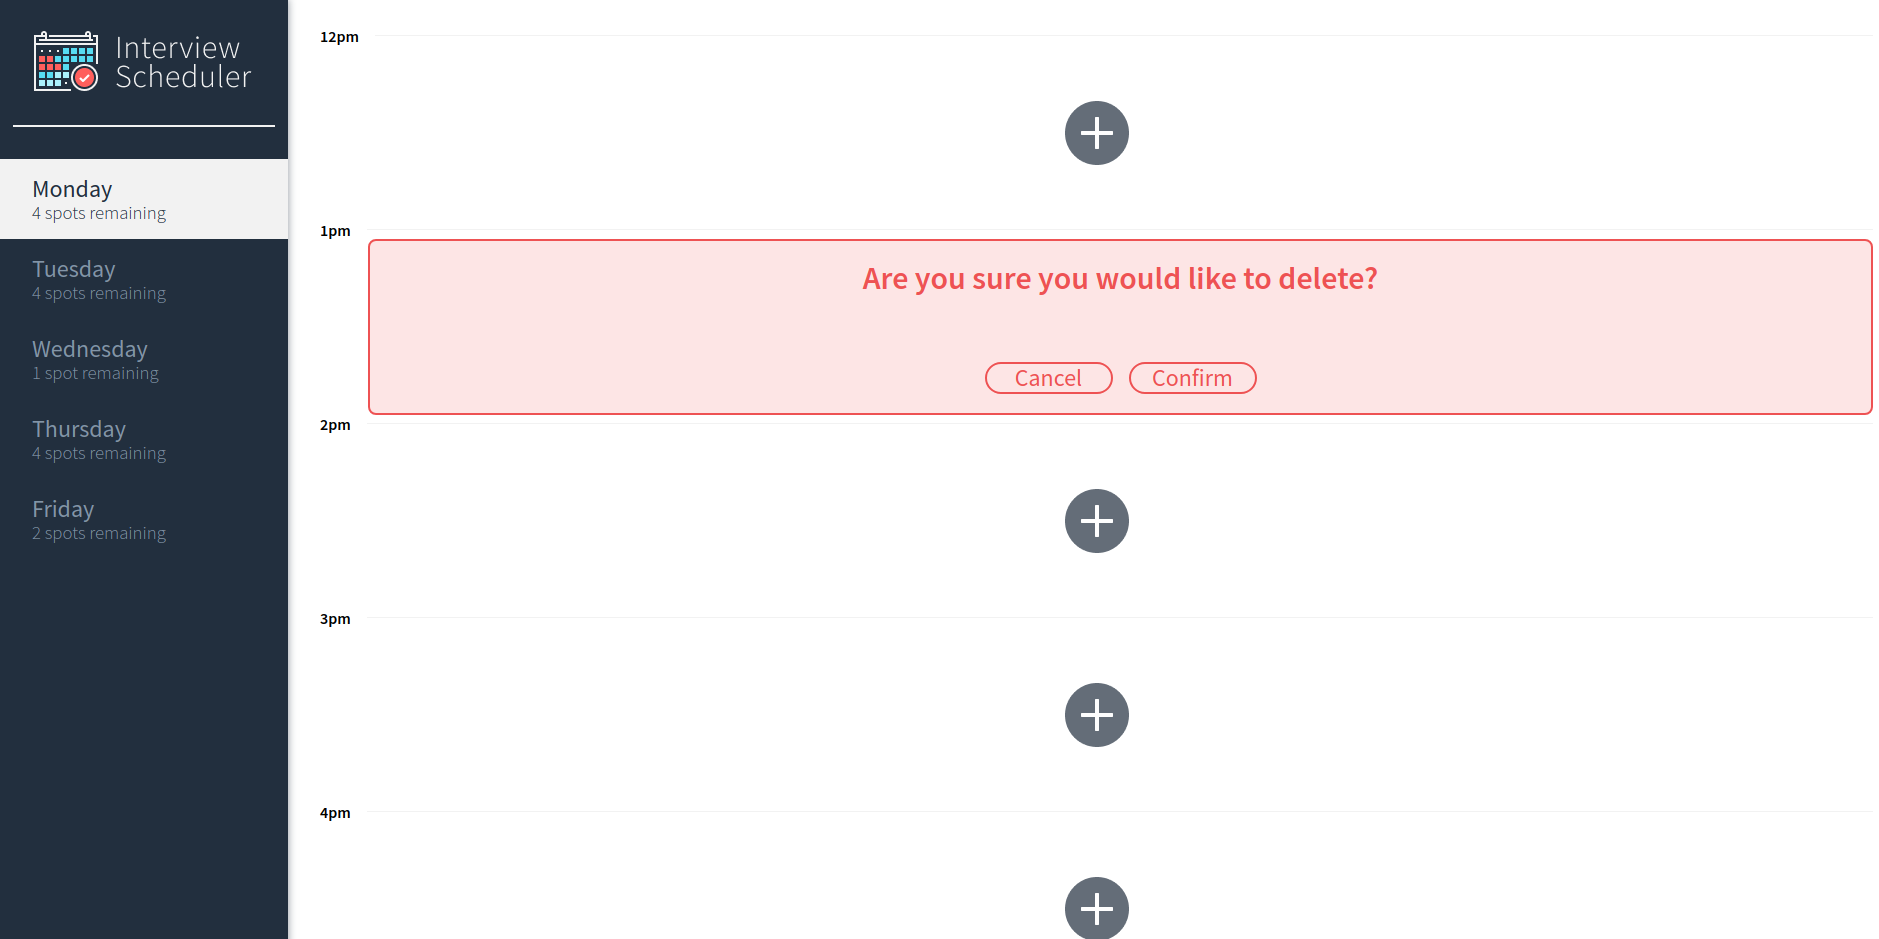 Interview
Scheduler
Monday
4 spots remaining
Tuesday
4 spots remaining
Wednesday
1 spot remaining
Thursday
4 spots remaining
Friday
2 spots remaining
12pm
1pm
Are you sure you would like to delete?
Cancel Confirm
2pm
3pm
4pm